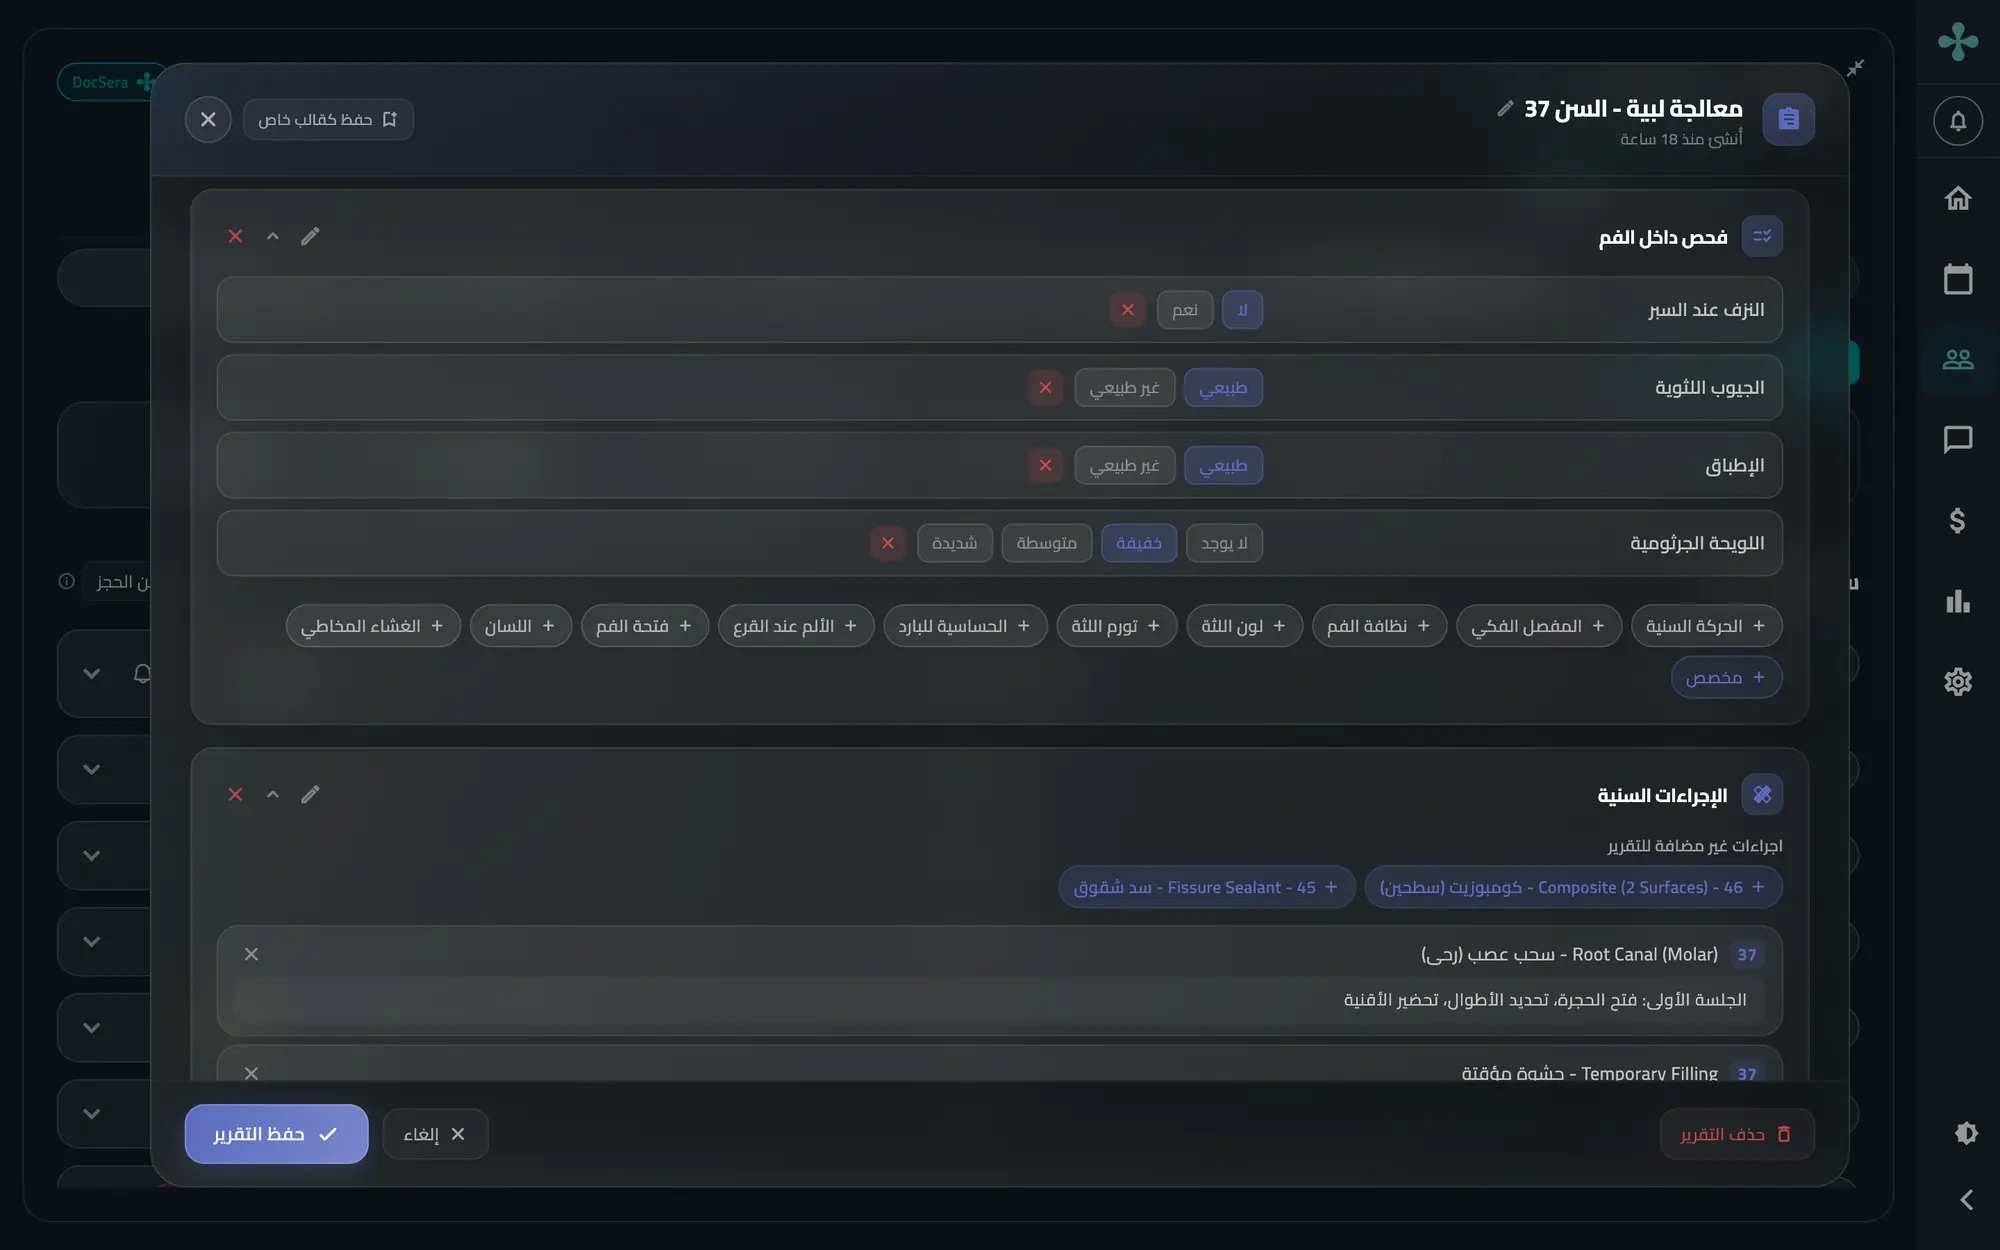 DocSera
معالجة لبية - السن 37
أنشئ منذ 18 ساعة
حفظ كقالب خاص
فحص داخل الفم
النزف عند السبر
لا
نعم
الجيوب اللثوية
طبيعي
غير طبيعي
الإطباق
طبيعي
غير طبيعي
اللويحة الجرثومية
لا يوجد
خفيفة
متوسطة
شديدة
+ الحركة السنية
+ المفصل الفكي
+ نظافة الفم
+ لون اللثة
+ تورم اللثة
+ الحساسية للبارد
+ الألم عند القرع
+ فتحة الفم
+ اللسان
+ الغشاء المخاطي
+ مخصص
الإجراءات السنية
اجراءات غير مضافة للتقرير
+ 46 - Composite (2 Surfaces) - كومبوزيت (سطحين)
+ 45 - Fissure Sealant - سد شقوق
37 Root Canal (Molar) - سحب عصب (رحى)
الجلسة الأولى: فتح الحجرة، تحديد الأطوال، تحضير الأقنية
37 Temporary Filling - حشوة مؤقتة
حذف التقرير
إلغاء
حفظ التقرير
ن الحجز